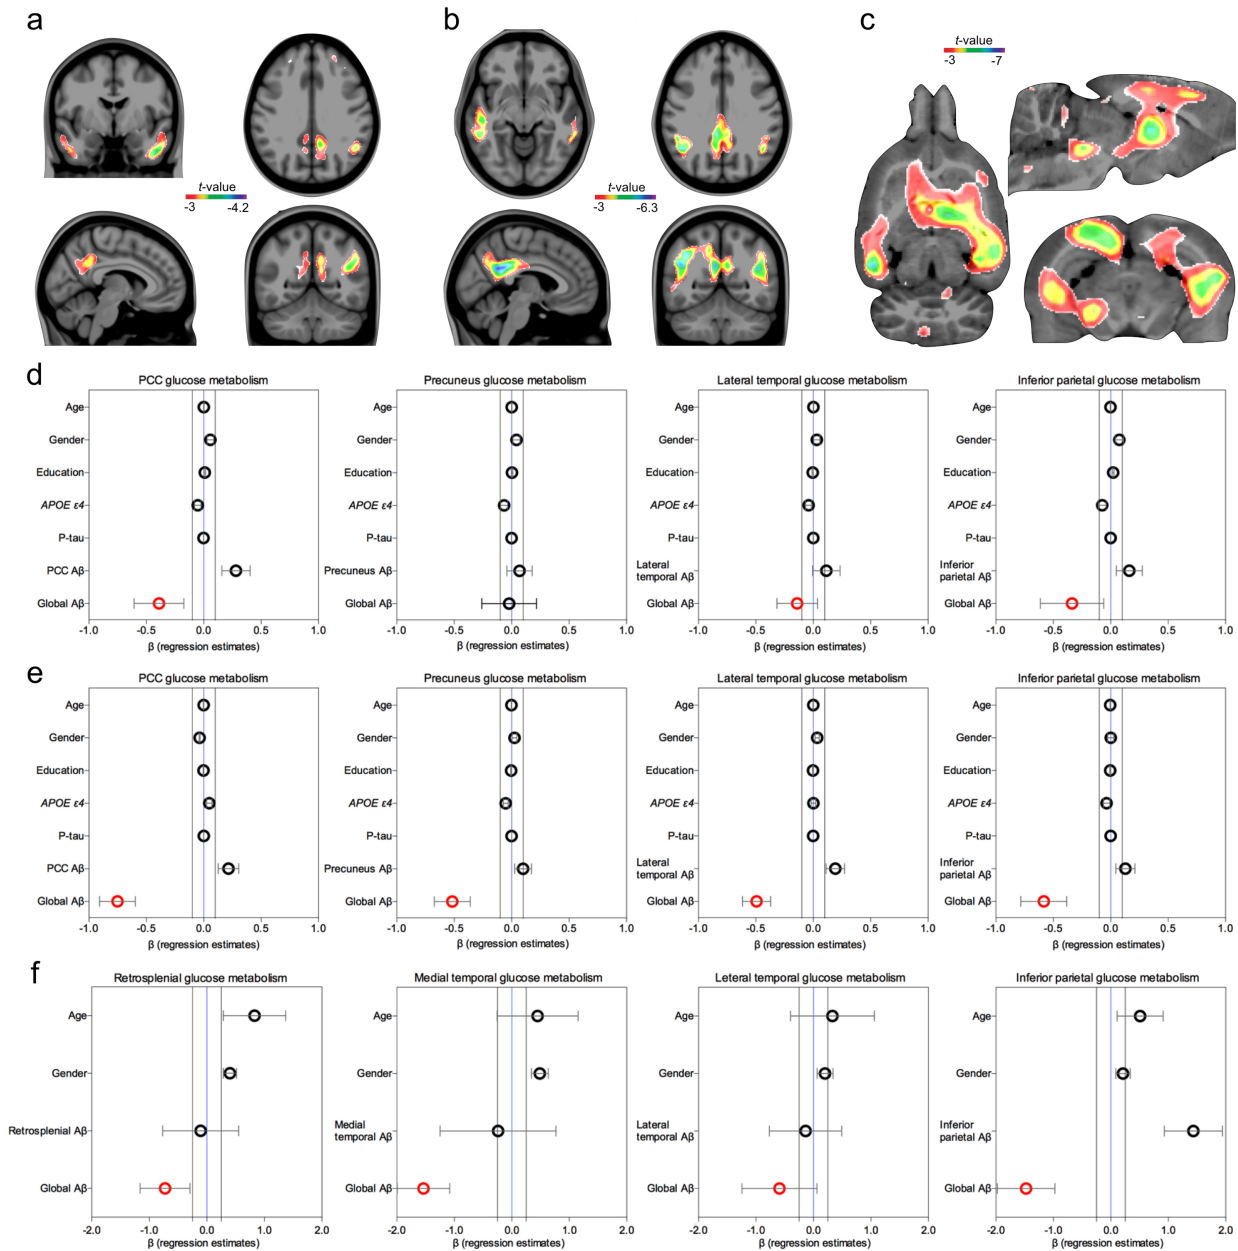 a
b
c
t-value
-3 -7
t-value
-3 -4.2
t-value
-3 -6.3
d
PCC glucose metabolism
Age
Gender
Education
APOE ε4
P-tau
PCC Aβ
Global Aβ
-1.0 -0.5 0.0 0.5 1.0
β (regression estimates)
Precuneus glucose metabolism
Age
Gender
Education
APOE ε4
P-tau
Precuneus Aβ
Global Aβ
-1.0 -0.5 0.0 0.5 1.0
β (regression estimates)
Lateral temporal glucose metabolism
Age
Gender
Education
APOE ε4
P-tau
Lateral
temporal Aβ
Global Aβ
-1.0 -0.5 0.0 0.5 1.0
β (regression estimates)
Inferior parietal glucose metabolism
Age
Gender
Education
APOE ε4
P-tau
Inferior
parietal Aβ
Global Aβ
-1.0 -0.5 0.0 0.5 1.0
β (regression estimates)
e
PCC glucose metabolism
Age
Gender
Education
APOE ε4
P-tau
PCC Aβ
Global Aβ
-1.0 -0.5 0.0 0.5 1.0
β (regression estimates)
Precuneus glucose metabolism
Age
Gender
Education
APOE ε4
P-tau
Precuneus Aβ
Global Aβ
-1.0 -0.5 0.0 0.5 1.0
β (regression estimates)
Lateral temporal glucose metabolism
Age
Gender
Education
APOE ε4
P-tau
Lateral
temporal Aβ
Global Aβ
-1.0 -0.5 0.0 0.5 1.0
β (regression estimates)
Inferior parietal glucose metabolism
Age
Gender
Education
APOE ε4
P-tau
Inferior
parietal Aβ
Global Aβ
-1.0 -0.5 0.0 0.5 1.0
β (regression estimates)
f
Retrosplenial glucose metabolism
Age
Gender
Retrosplenial Aβ
Global Aβ
-2.0 -1.0 0.0 1.0 2.0
β (regression estimates)
Medial temporal glucose metabolism
Age
Gender
Medial
temporal Aβ
Global Aβ
-2.0 -1.0 0.0 1.0 2.0
β (regression estimates)
Leteral temporal glucose metabolism
Age
Gender
Lateral
temporal Aβ
Global Aβ
-2.0 -1.0 0.0 1.0 2.0
β (regression estimates)
Inferior parietal glucose metabolism
Age
Gender
Inferior
parietal Aβ
Global Aβ
-2.0 -1.0 0.0 1.0 2.0
β (regression estimates)